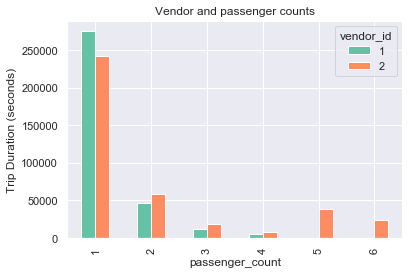 Vendor and passenger counts
vendor_id
1
2
Trip Duration (seconds)
250000
200000
150000
100000
50000
0
1 2 3 4 5 6
passenger_count